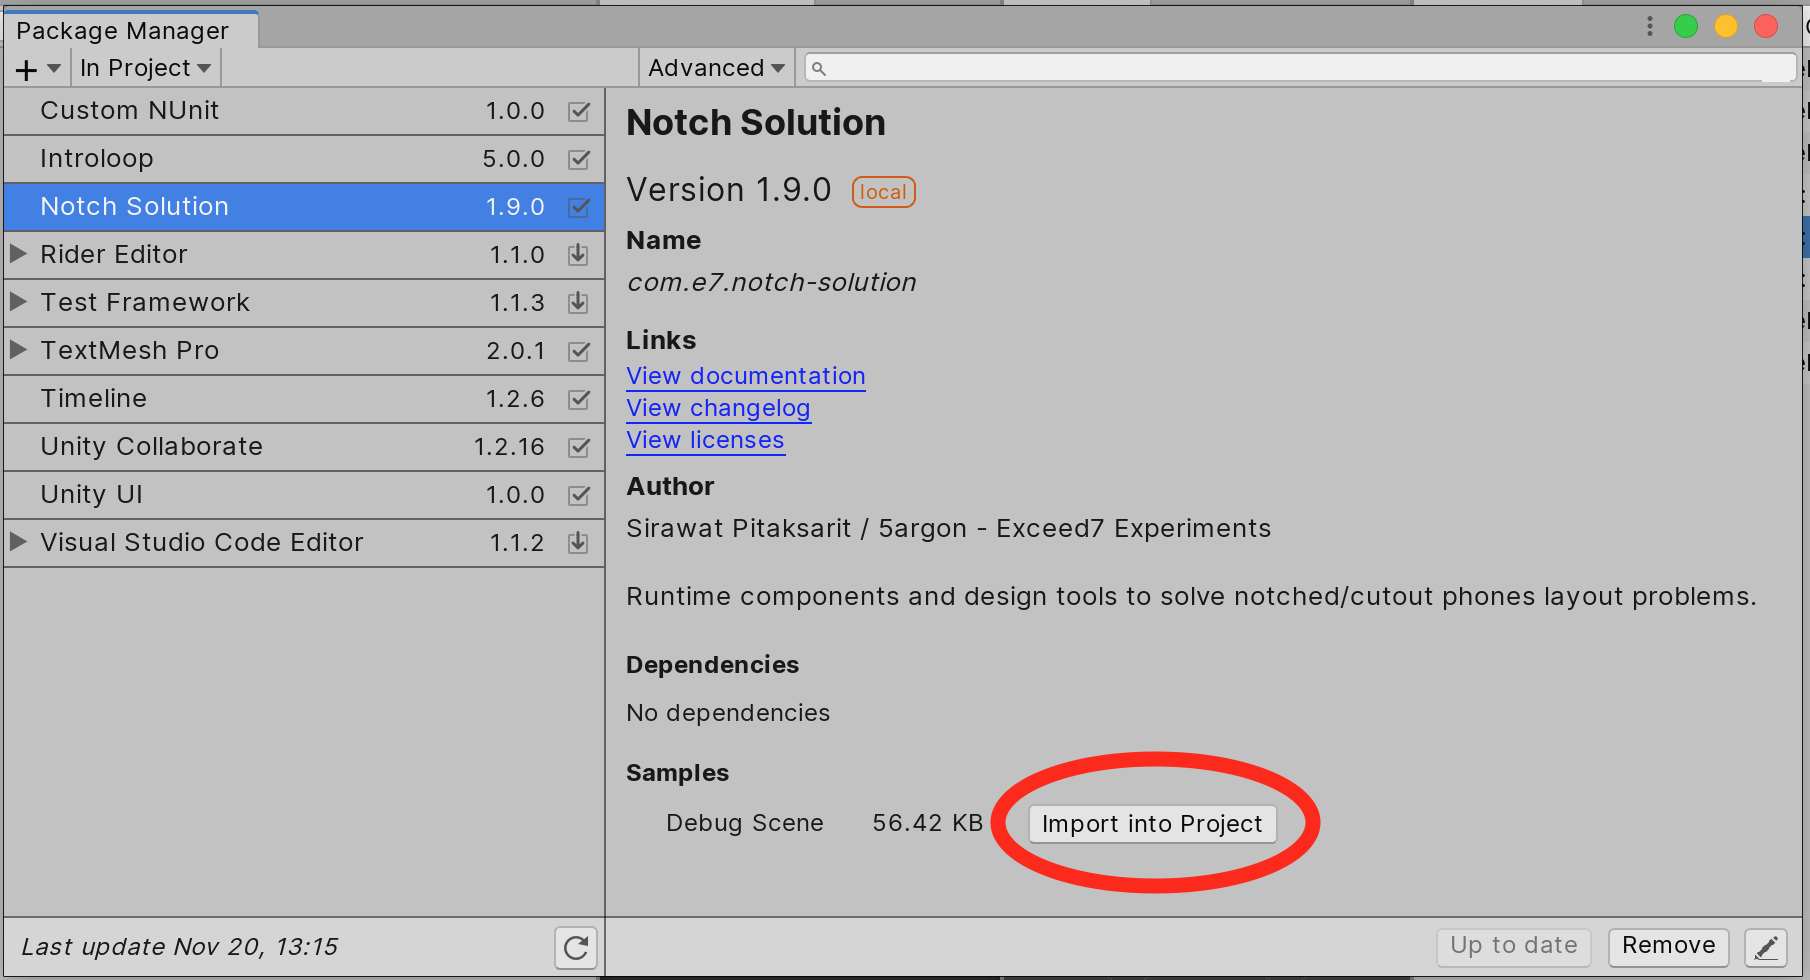 Package Manager
In Project
Advanced
Custom NUnit 1.0.0
Introloop 5.0.0
Notch Solution 1.9.0
Rider Editor 1.1.0
Test Framework 1.1.3
TextMesh Pro 2.0.1
Timeline 1.2.6
Unity Collaborate 1.2.16
Unity UI 1.0.0
Visual Studio Code Editor 1.1.2
Last update Nov 20, 13:15
Notch Solution
Version 1.9.0 local
Name
com.e7.notch-solution
Links
View documentation
View changelog
View licenses
Author
Sirawat Pitaksarit / 5argon - Exceed7 Experiments
Runtime components and design tools to solve notched/cutout phones layout problems.
Dependencies
No dependencies
Samples
Debug Scene 56.42 KB Import into Project
Up to date Remove